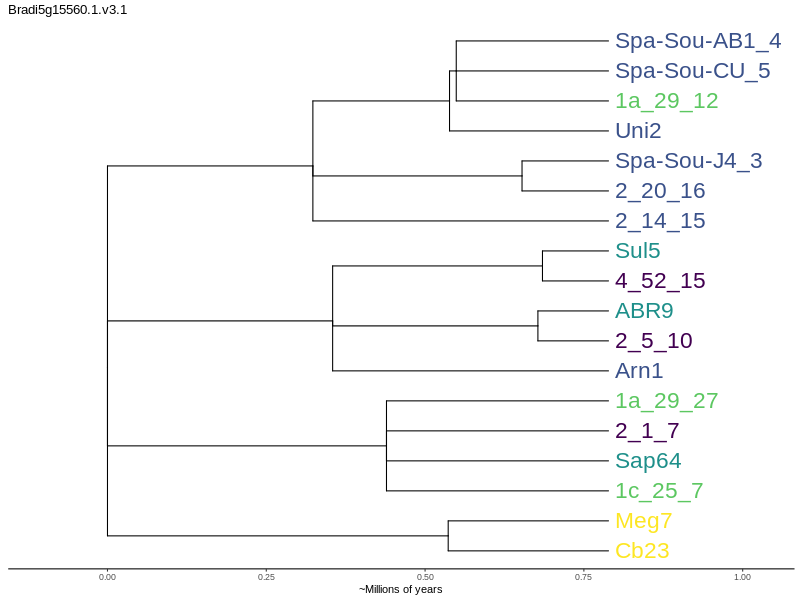 Bradi5g15560.1.v3.1
Spa-Sou-AB1_4
Spa-Sou-CU_5
1a_29_12
Uni2
Spa-Sou-J4_3
2_20_16
2_14_15
Sul5
4_52_15
ABR9
2_5_10
Arn1
1a_29_27
2_1_7
Sap64
1c_25_7
Meg7
Cb23
0.00 0.25 0.50 0.75 1.00
~Millions of years